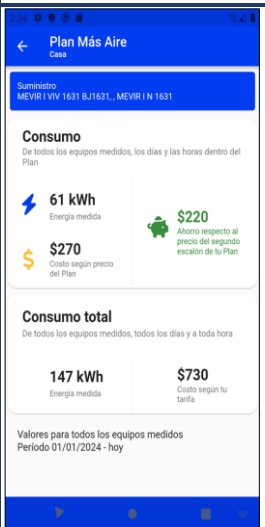 2:24
Plan Más Aire
Casa
Suministro
MEVIR I VIV 1631 BJ1631, , MEVIR I N 1631
Consumo
De todos los equipos medidos, los días y las horas dentro del
Plan
61 kWh
Energía medida
$270
Costo según precio
del Plan
$220
Ahorro respecto al
precio del segundo
escalón de tu Plan
Consumo total
De todos los equipos medidos, todos los días y a toda hora
147 kWh
Energía medida
$730
Costo según tu
tarifa
Valores para todos los equipos medidos
Período 01/01/2024 - hoy